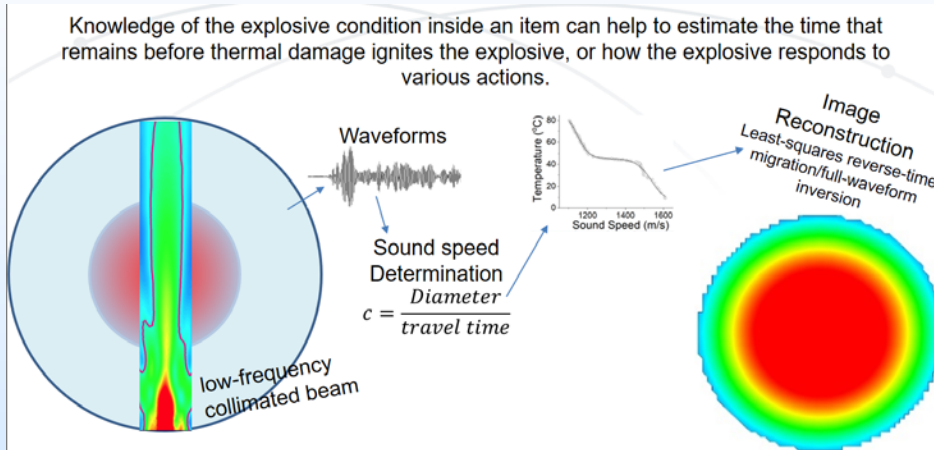 Knowledge of the explosive condition inside an item can help to estimate the time that
remains before thermal damage ignites the explosive, or how the explosive responds to
various actions.
Waveforms
Sound speed
Determination
c = Diameter / travel time
low-frequency
collimated beam
Temperature (°C)
80
60
40
20
0
1200 1400 1600
Sound Speed (m/s)
Image
Reconstruction
Least-squares reverse-time
migration/full-waveform
inversion